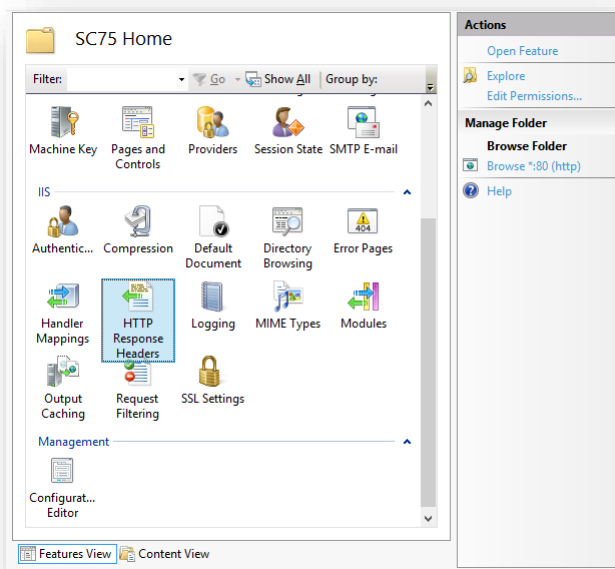 SC75 Home
Filter:
Go
Show All
Group by:
Machine Key
Pages and
Controls
Providers
Session State
SMTP E-mail
IIS
Authentic...
Compression
Default
Document
Directory
Browsing
Error Pages
404
Handler
Mappings
HTTP
Response
Headers
Logging
MIME Types
Modules
Output
Caching
Request
Filtering
SSL Settings
Management
Configurat...
Editor
Features View
Content View
Actions
Open Feature
Explore
Edit Permissions...
Manage Folder
Browse Folder
Browse *:80 (http)
Help